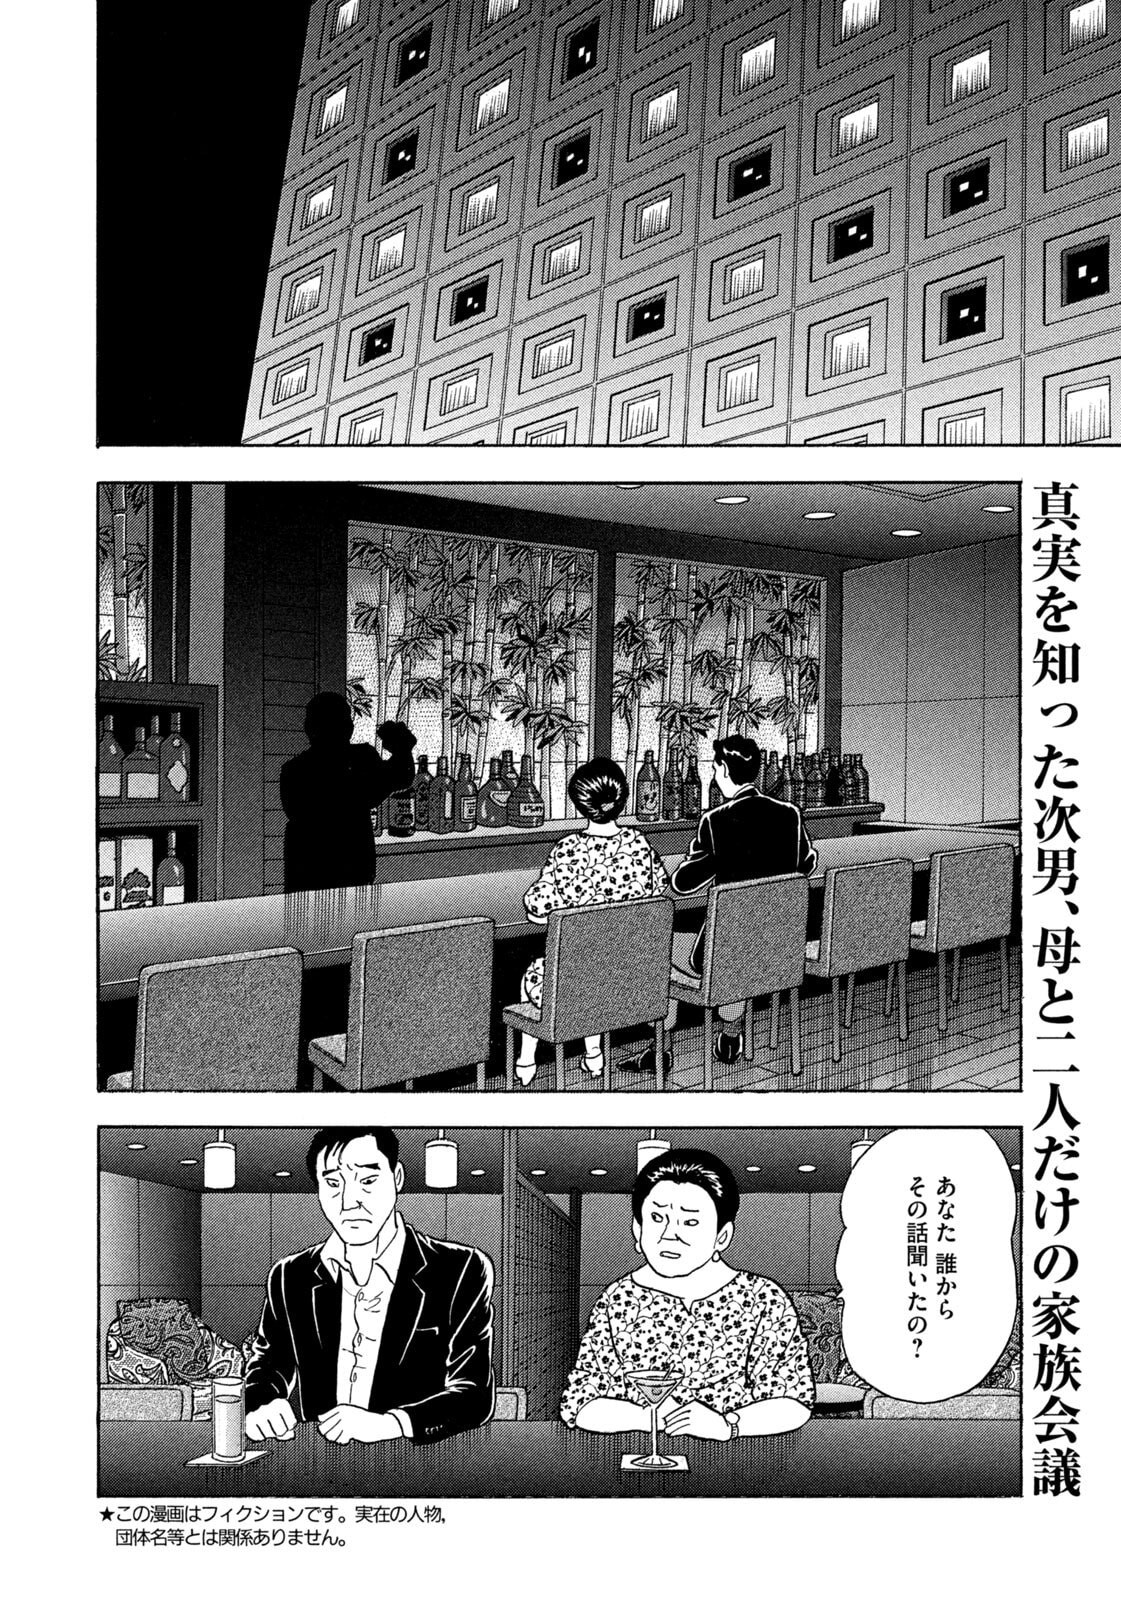 真実を知った次男、母と二人だけの家族会議
あなた 誰から
その話聞いたの?
★この漫画はフィクションです。実在の人物,
団体名等とは関係ありません。